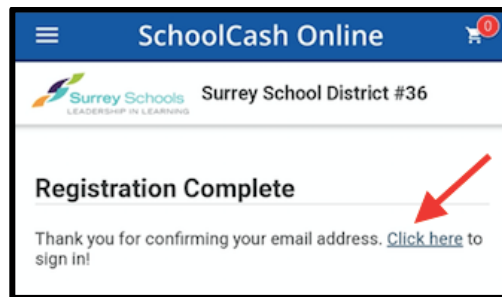 SchoolCash Online
0
Surrey Schools
LEADERSHIP IN LEARNING
Surrey School District #36
Registration Complete
Thank you for confirming your email address. Click here to
sign in!